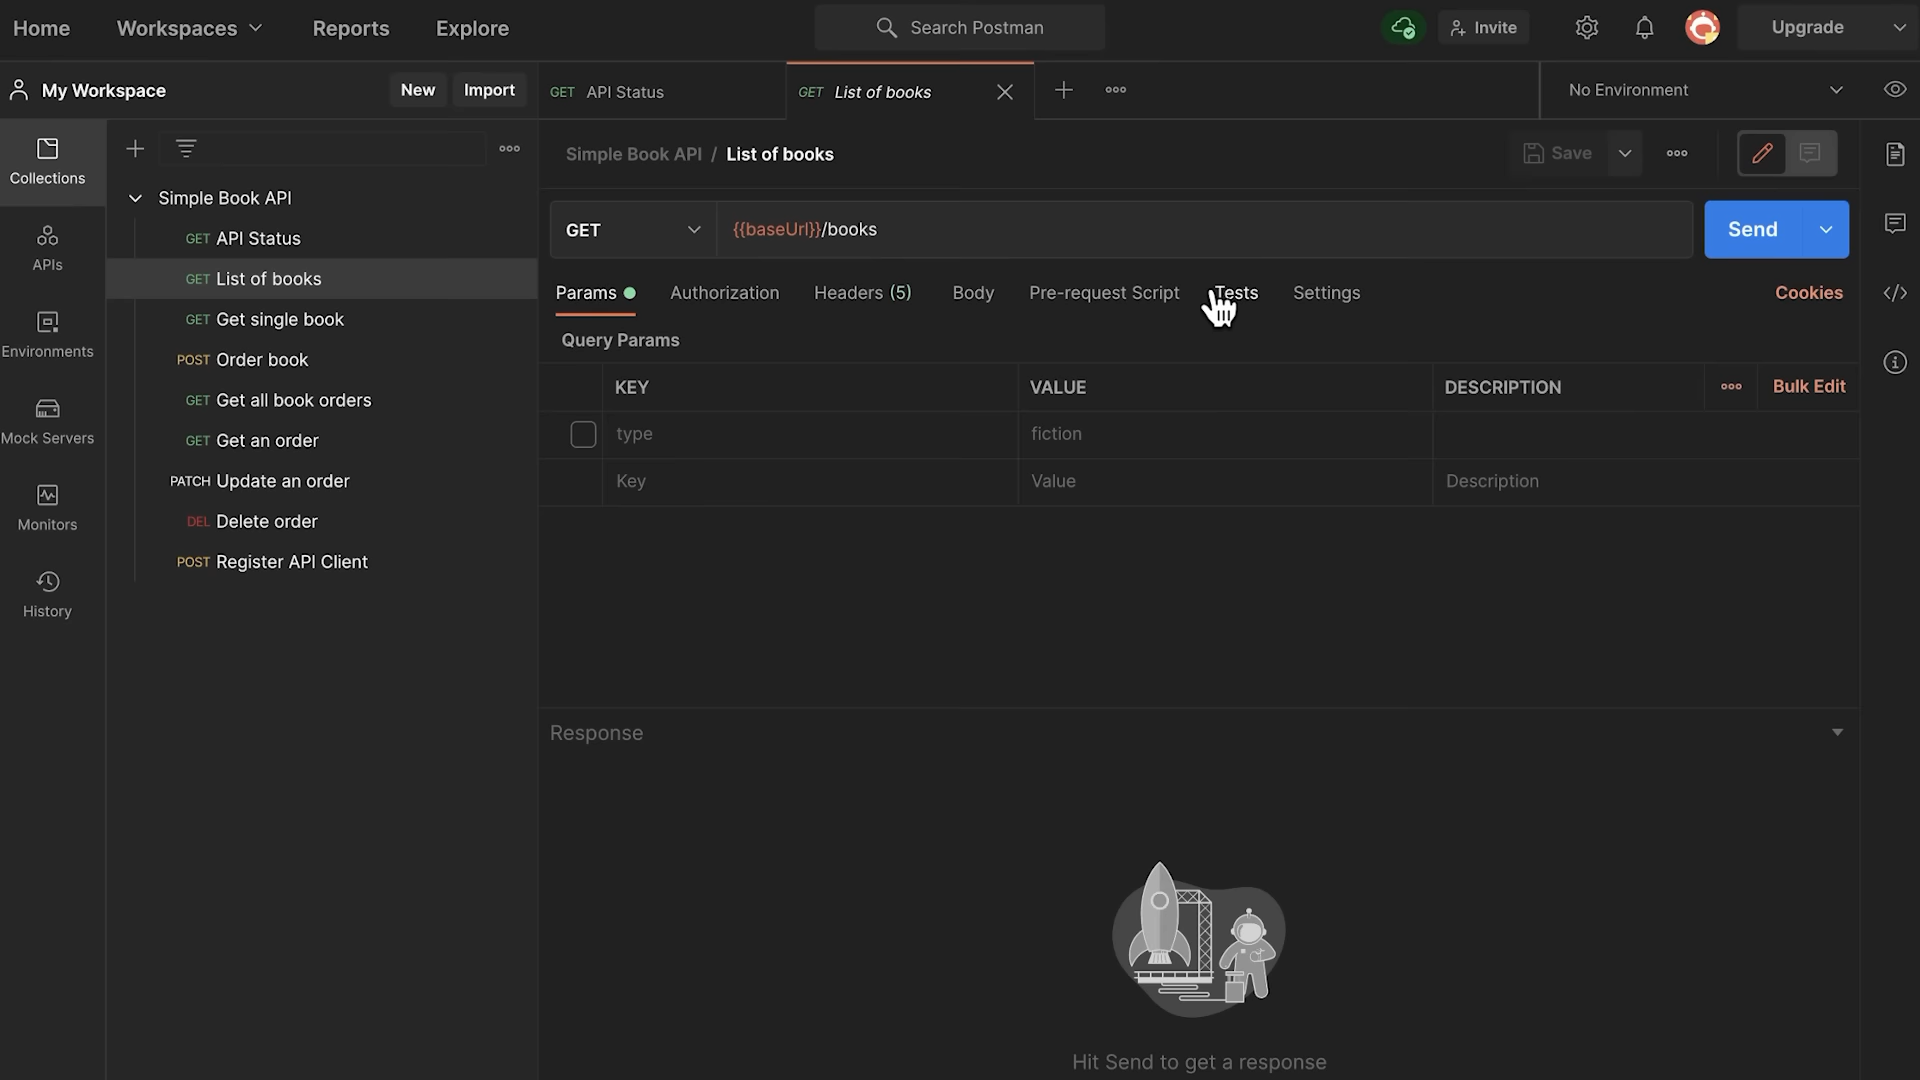 Home Workspaces Reports Explore Search Postman Invite Upgrade
My Workspace New Import GET API Status GET List of books No Environment
Collections
APIs
Environments
Mock Servers
Monitors
History
Simple Book API
GET API Status
GET List of books
GET Get single book
POST Order book
GET Get all book orders
GET Get an order
PATCH Update an order
DEL Delete order
POST Register API Client
Simple Book API / List of books Save
GET {{baseUrl}}/books Send
Params Authorization Headers (5) Body Pre-request Script Tests Settings Cookies
Query Params
KEY VALUE DESCRIPTION Bulk Edit
type fiction
Key Value Description
Response
Hit Send to get a response